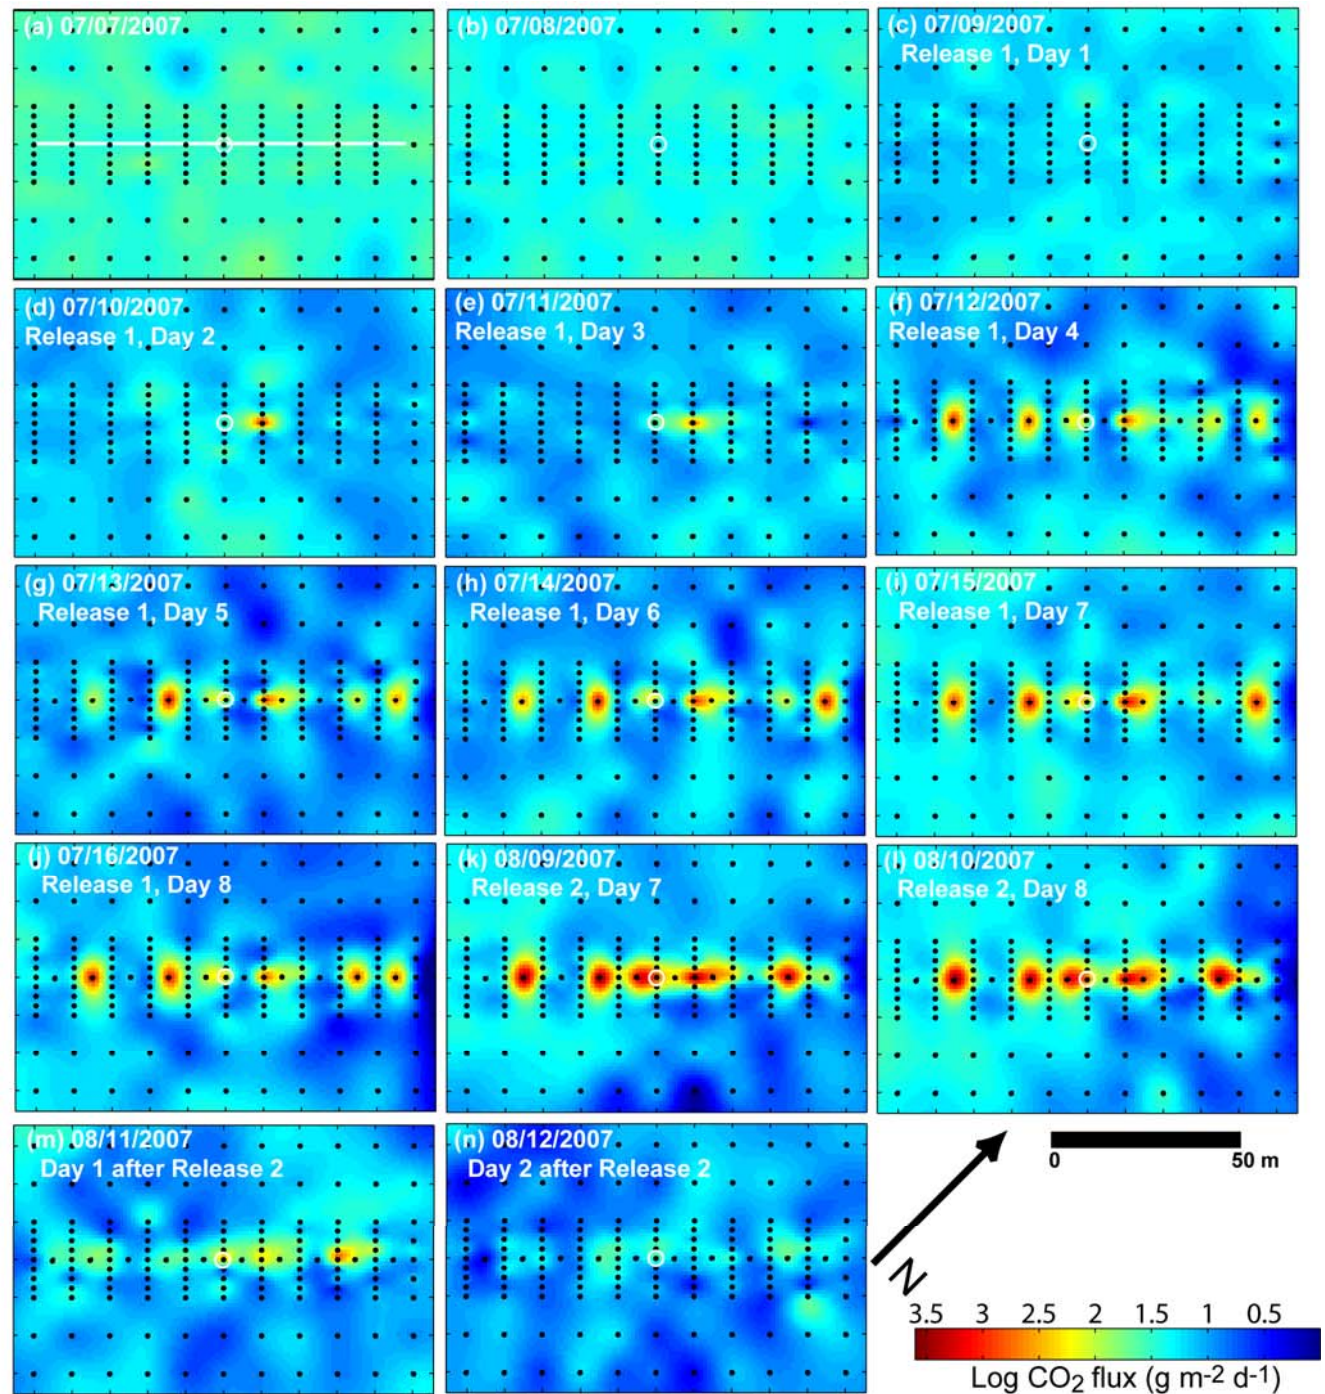 (a) 07/07/2007
(b) 07/08/2007
(c) 07/09/2007
Release 1, Day 1
(d) 07/10/2007
Release 1, Day 2
(e) 07/11/2007
Release 1, Day 3
(f) 07/12/2007
Release 1, Day 4
(g) 07/13/2007
Release 1, Day 5
(h) 07/14/2007
Release 1, Day 6
(i) 07/15/2007
Release 1, Day 7
(j) 07/16/2007
Release 1, Day 8
(k) 08/09/2007
Release 2, Day 7
(l) 08/10/2007
Release 2, Day 8
(m) 08/11/2007
Day 1 after Release 2
(n) 08/12/2007
Day 2 after Release 2
0 50 m
N
3.5 3 2.5 2 1.5 1 0.5
Log CO₂ flux (g m⁻² d⁻¹)